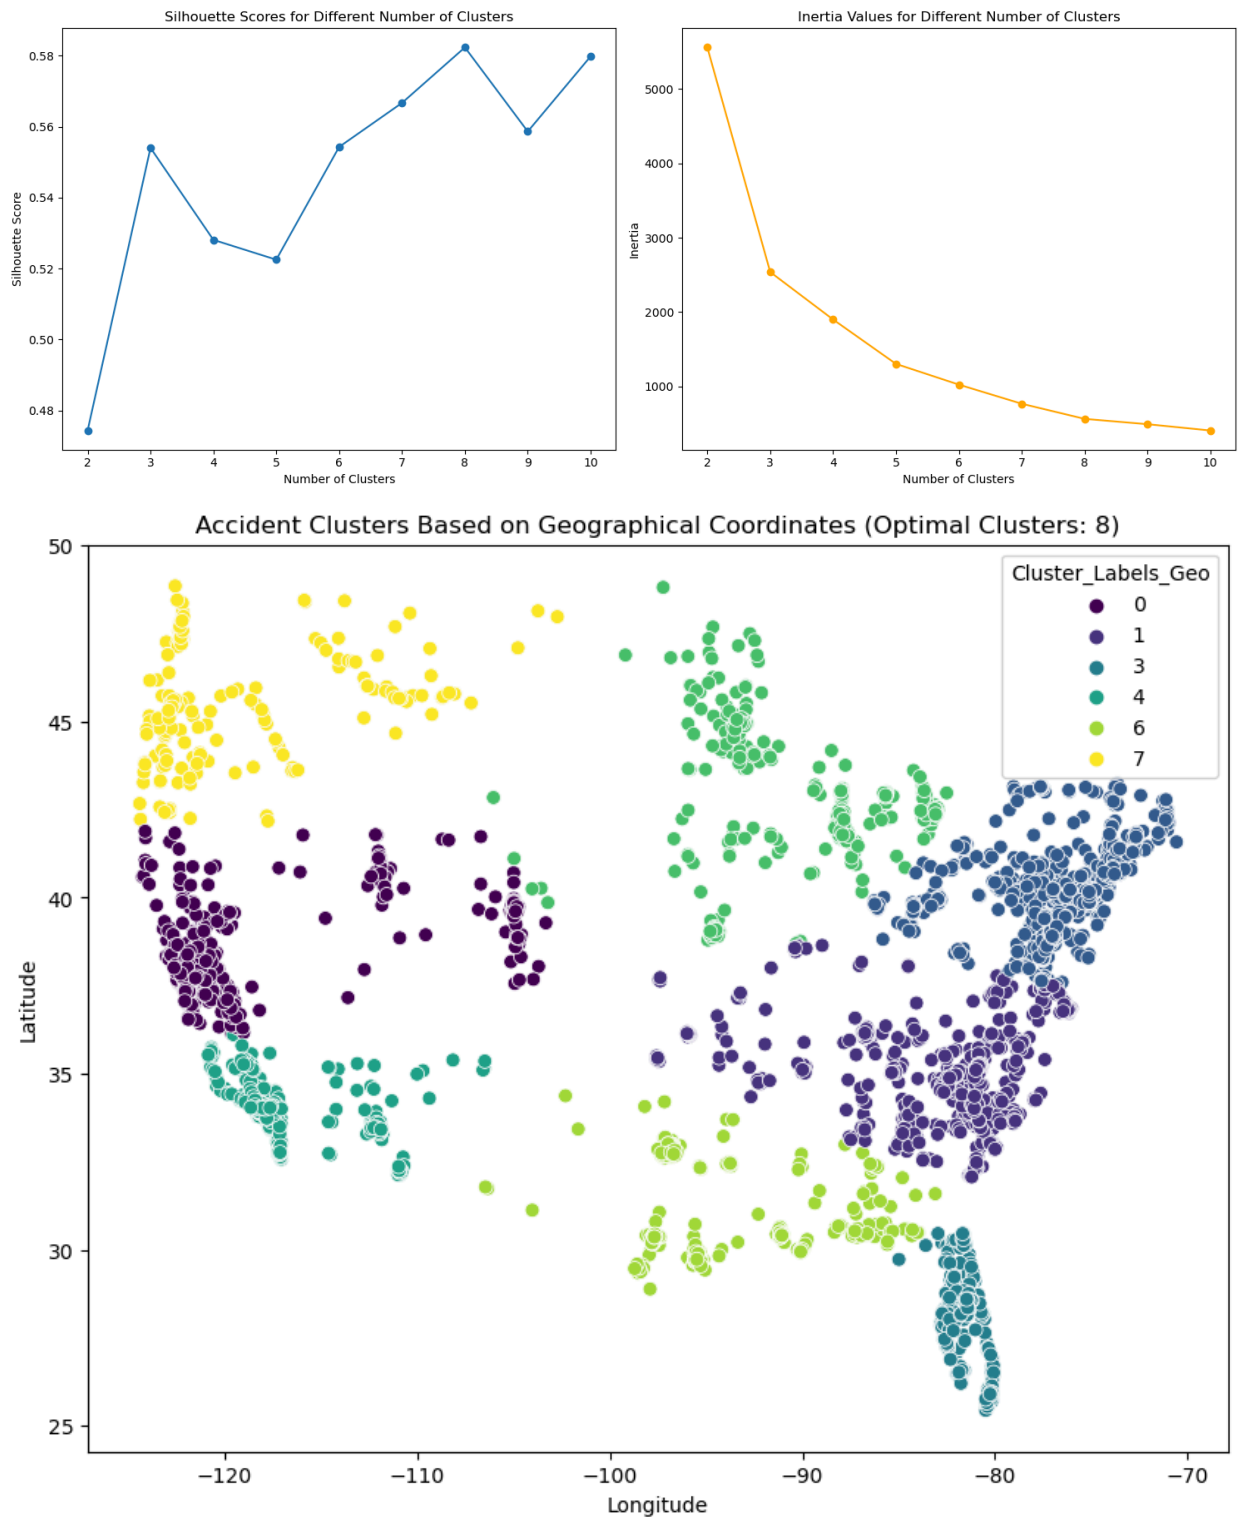 Silhouette Scores for Different Number of Clusters
0.58
0.56
0.54
0.52
0.50
0.48
Silhouette Score
2 3 4 5 6 7 8 9 10
Number of Clusters
Inertia Values for Different Number of Clusters
5000
4000
3000
2000
1000
Inertia
2 3 4 5 6 7 8 9 10
Number of Clusters
Accident Clusters Based on Geographical Coordinates (Optimal Clusters: 8)
50
45
40
35
30
25
Latitude
Cluster_Labels_Geo
0
1
3
4
6
7
−120 −110 −100 −90 −80 −70
Longitude